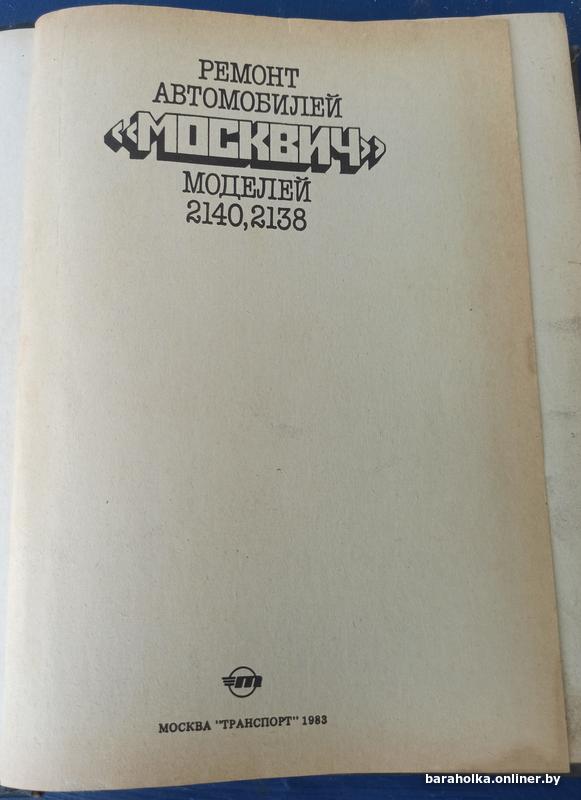 РЕМОНТ
АВТОМОБИЛЕЙ
«МОСКВИЧ»
МОДЕЛЕЙ
2140,2138
m
МОСКВА "ТРАНСПОРТ" 1983
baraholka.onliner.by